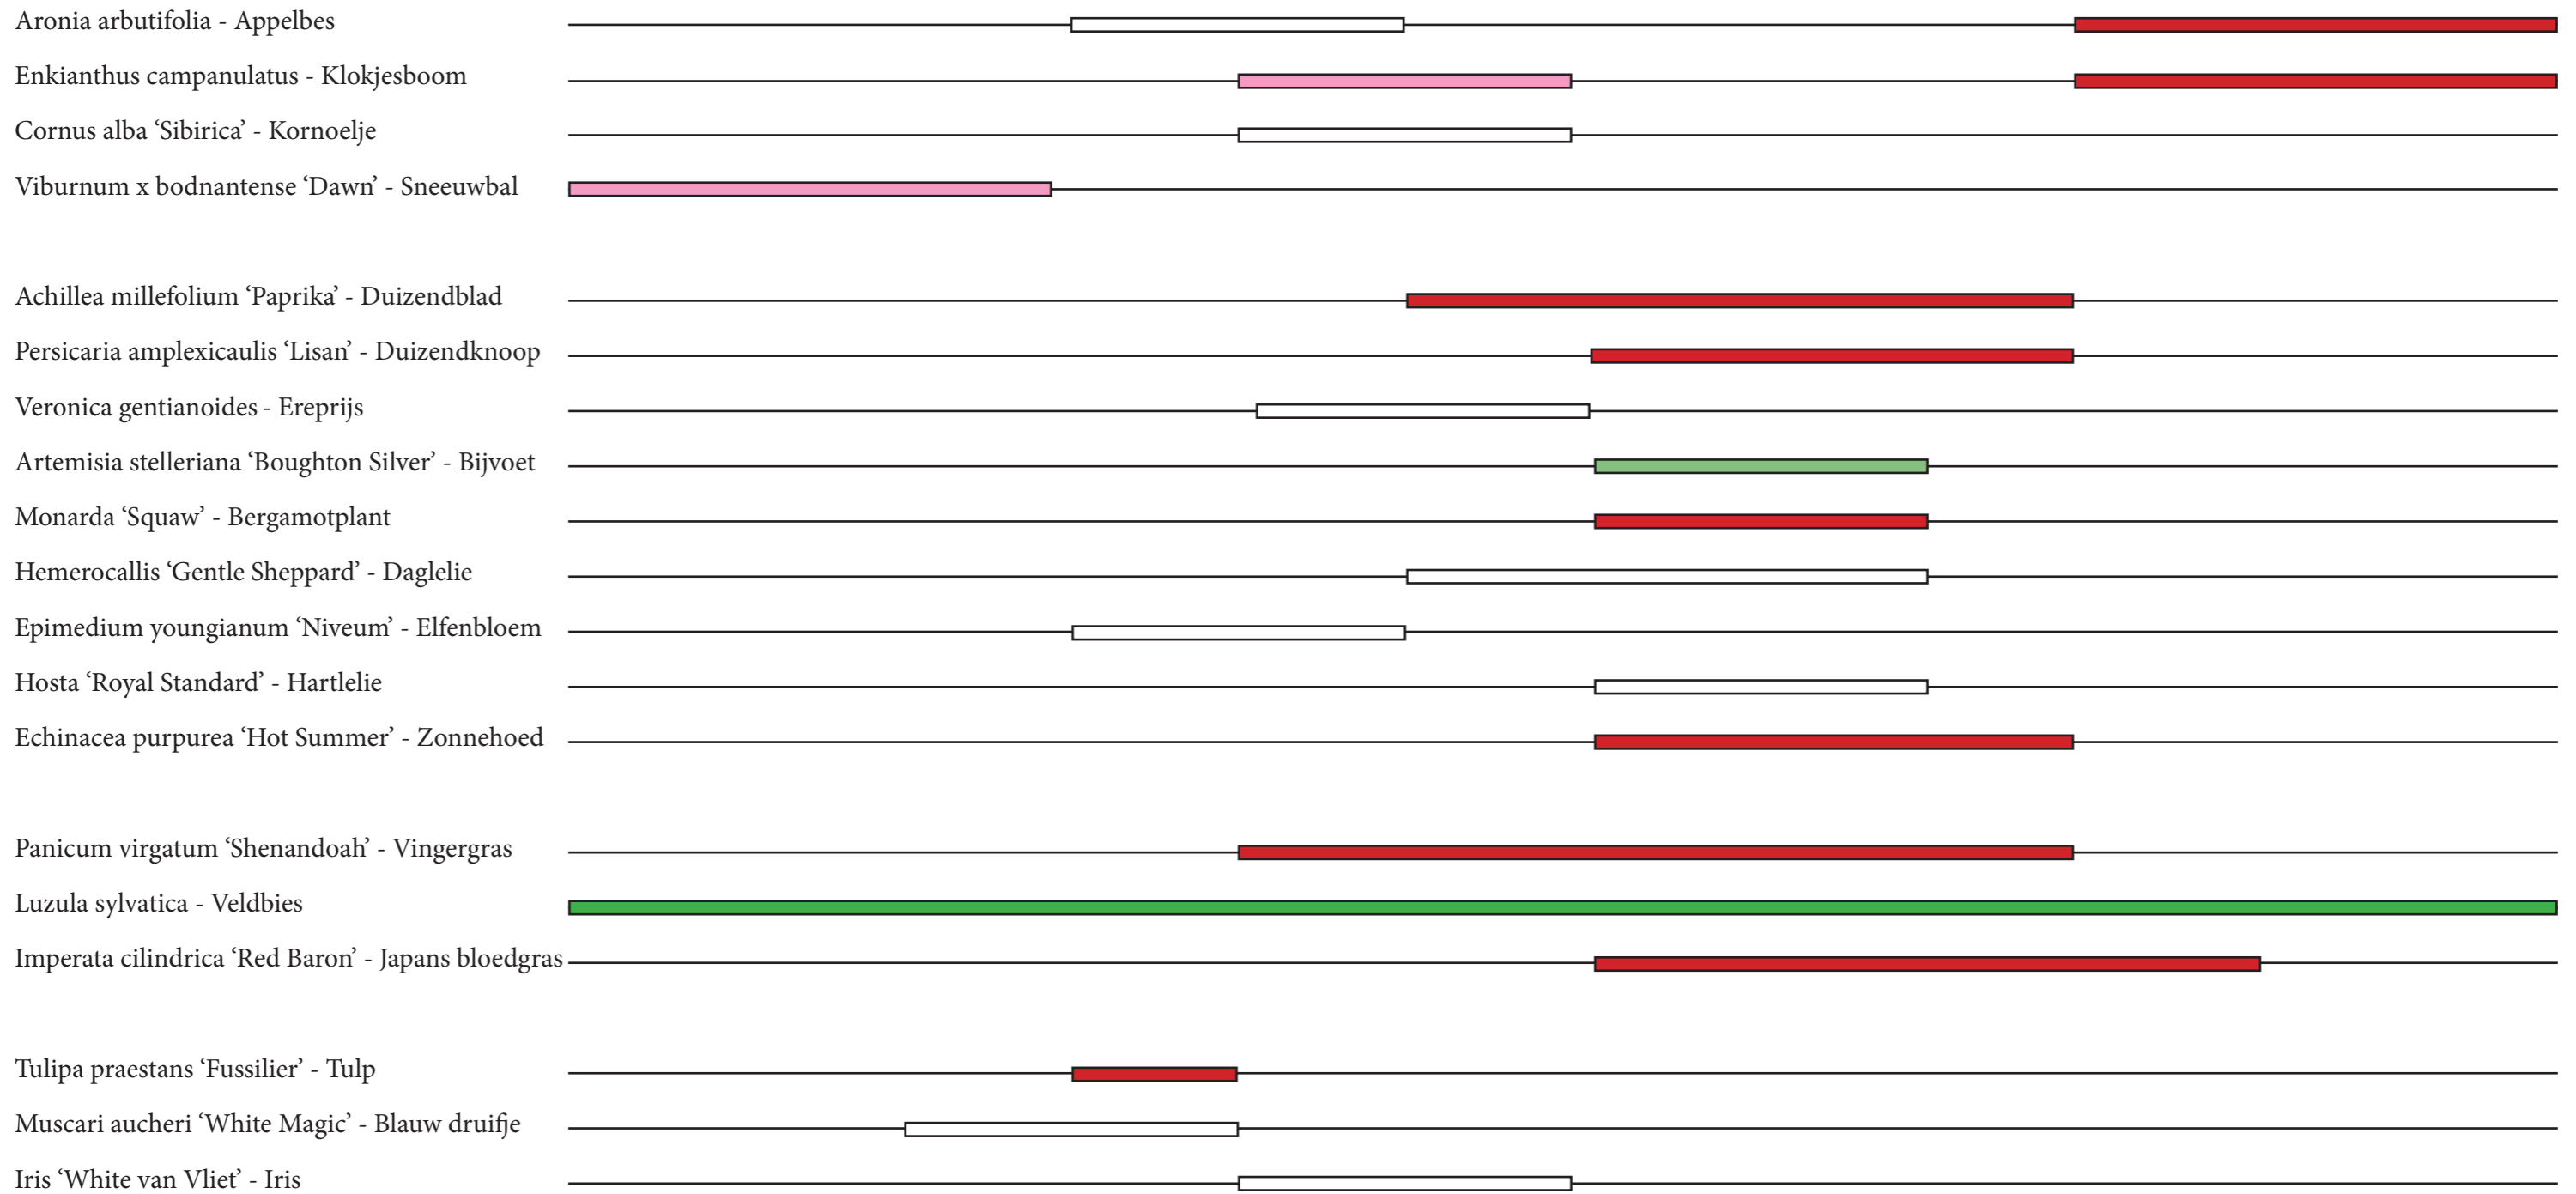 Aronia arbutifolia - Appelbes
Enkianthus campanulatus - Klokjesboom
Cornus alba ‘Sibirica’ - Kornoelje
Viburnum x bodnantense ‘Dawn’ - Sneeuwbal
Achillea millefolium ‘Paprika’ - Duizendblad
Persicaria amplexicaulis ‘Lisan’ - Duizendknoop
Veronica gentianoides - Ereprijs
Artemisia stelleriana ‘Boughton Silver’ - Bijvoet
Monarda ‘Squaw’ - Bergamotplant
Hemerocallis ‘Gentle Sheppard’ - Daglelie
Epimedium youngianum ‘Niveum’ - Elfenbloem
Hosta ‘Royal Standard’ - Hartlelie
Echinacea purpurea ‘Hot Summer’ - Zonnehoed
Panicum virgatum ‘Shenandoah’ - Vingergras
Luzula sylvatica - Veldbies
Imperata cilindrica ‘Red Baron’ - Japans bloedgras
Tulipa praestans ‘Fussilier’ - Tulp
Muscari aucheri ‘White Magic’ - Blauw druifje
Iris ‘White van Vliet’ - Iris